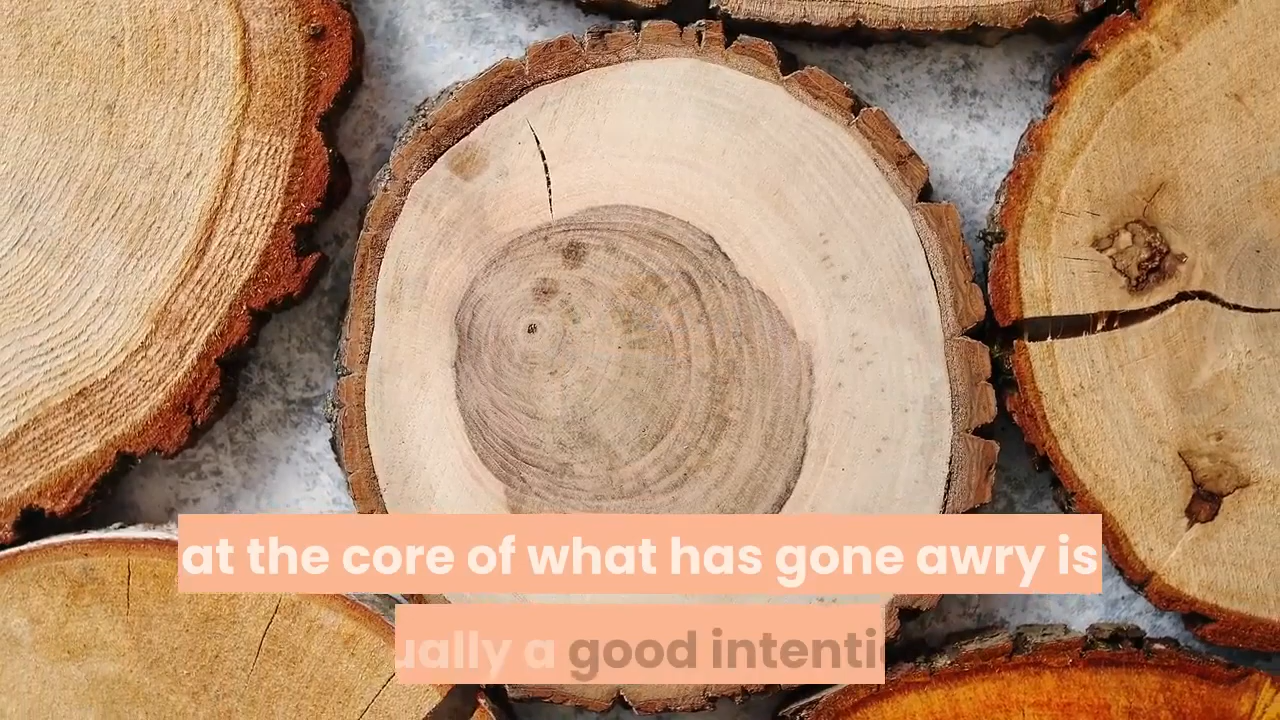 at the core of what has gone awry is
ually a good intenti